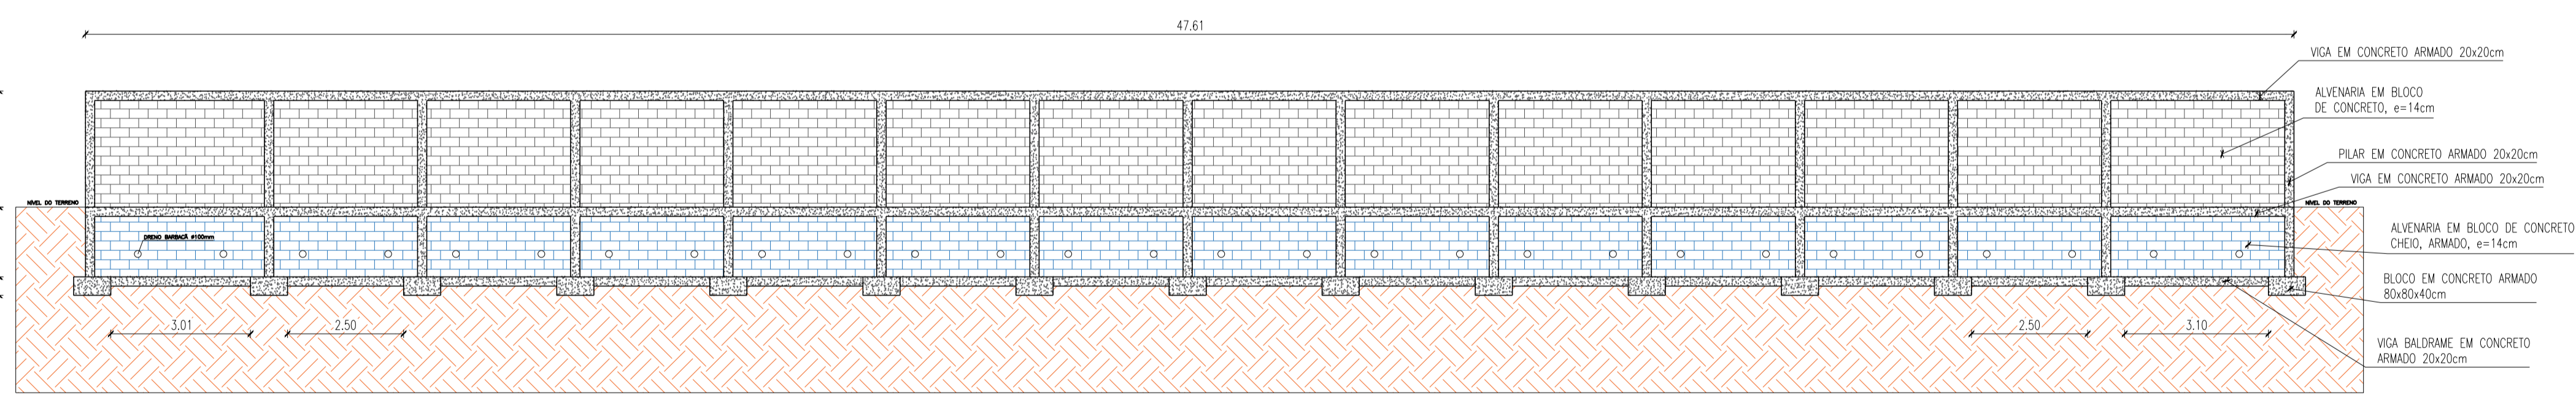 47.61
VIGA EM CONCRETO ARMADO 20x20cm
ALVENARIA EM BLOCO
DE CONCRETO, e=14cm
PILAR EM CONCRETO ARMADO 20x20cm
VIGA EM CONCRETO ARMADO 20x20cm
NIVEL DO TERRENO
NIVEL DO TERRENO
ALVENARIA EM BLOCO DE CONCRETO
CHEIO, ARMADO, e=14cm
DRENO BARBACÃ ø100mm
BLOCO EM CONCRETO ARMADO
80x80x40cm
3.01
2.50
2.50
3.10
VIGA BALDRAME EM CONCRETO
ARMADO 20x20cm